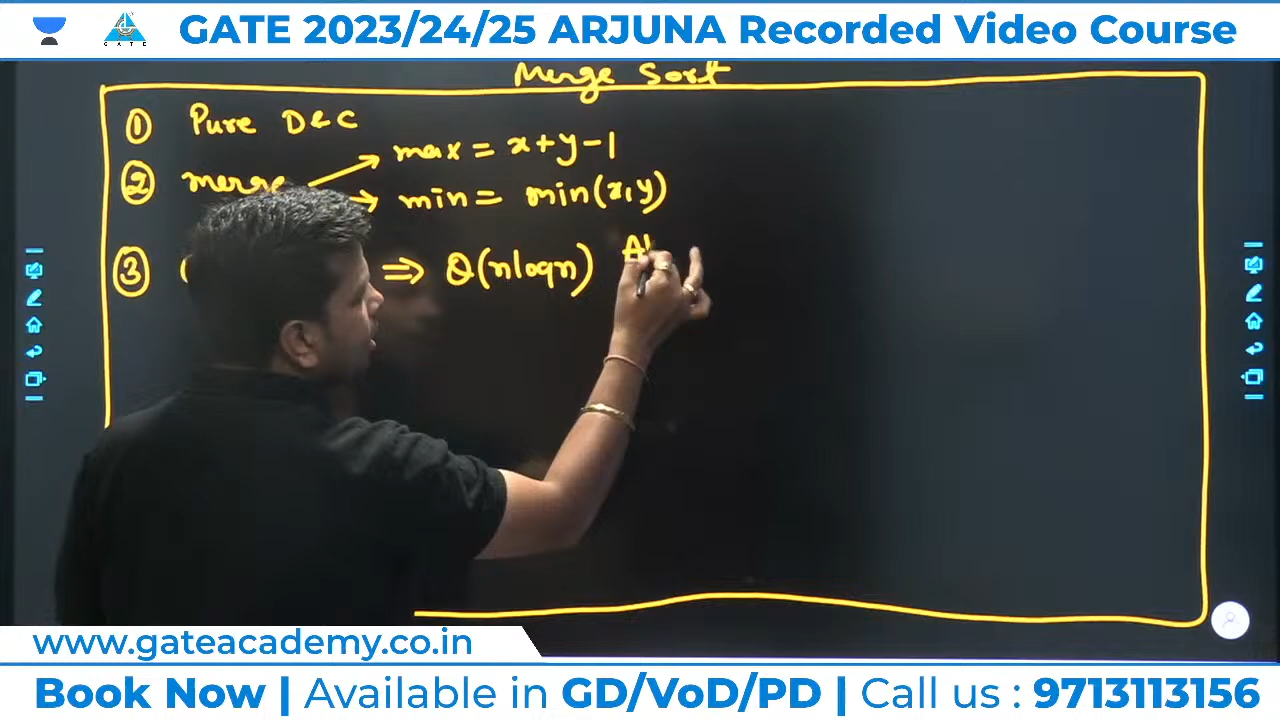 GATE 2023/24/25 ARJUNA Recorded Video Course
GATE
Merge Sort
① Pure D&C
② merge → max = x+y-1
→ min = min(x,y)
③ ⇒ θ(nlogn)
www.gateacademy.co.in
Book Now | Available in GD/VoD/PD | Call us : 9713113156